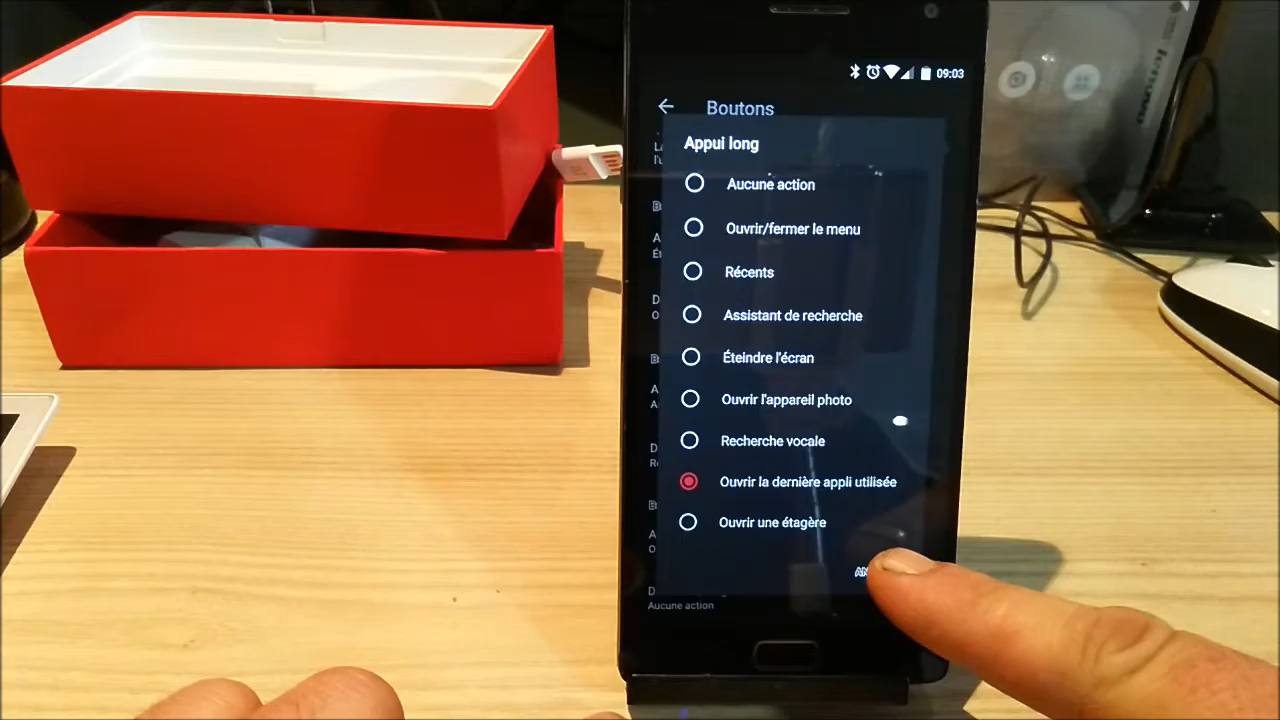 09:03
Boutons
Appui long
Aucune action
Ouvrir/fermer le menu
Récents
Assistant de recherche
Éteindre l'écran
Ouvrir l'appareil photo
Recherche vocale
Ouvrir la dernière appli utilisée
Ouvrir une étagère
Aucune action
lenovo